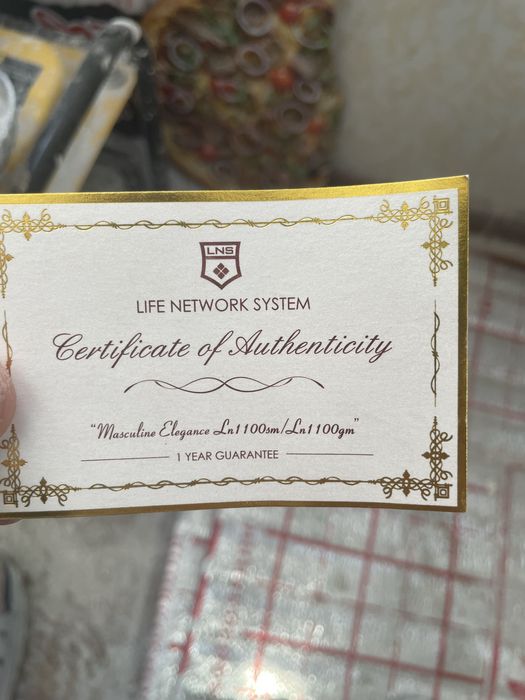 LNS
LIFE NETWORK SYSTEM
Certificate of Authenticity
“Masculine Elegance Ln1100sm/Ln1100gm”
1 YEAR GUARANTEE